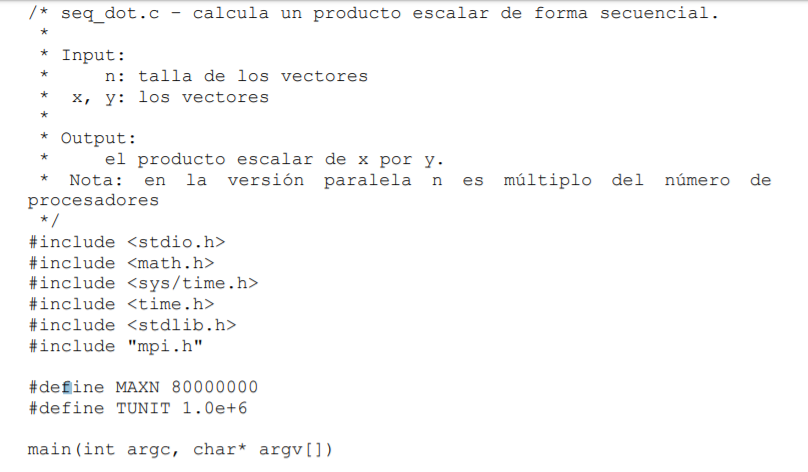 /* seq_dot.c - calcula un producto escalar de forma secuencial.
*
* Input:
* n: talla de los vectores
* x, y: los vectores
*
* Output:
* el producto escalar de x por y.
* Nota: en la versión paralela n es múltiplo del número de
procesadores
*/
#include <stdio.h>
#include <math.h>
#include <sys/time.h>
#include <time.h>
#include <stdlib.h>
#include "mpi.h"
#define MAXN 80000000
#define TUNIT 1.0e+6
main(int argc, char* argv[])